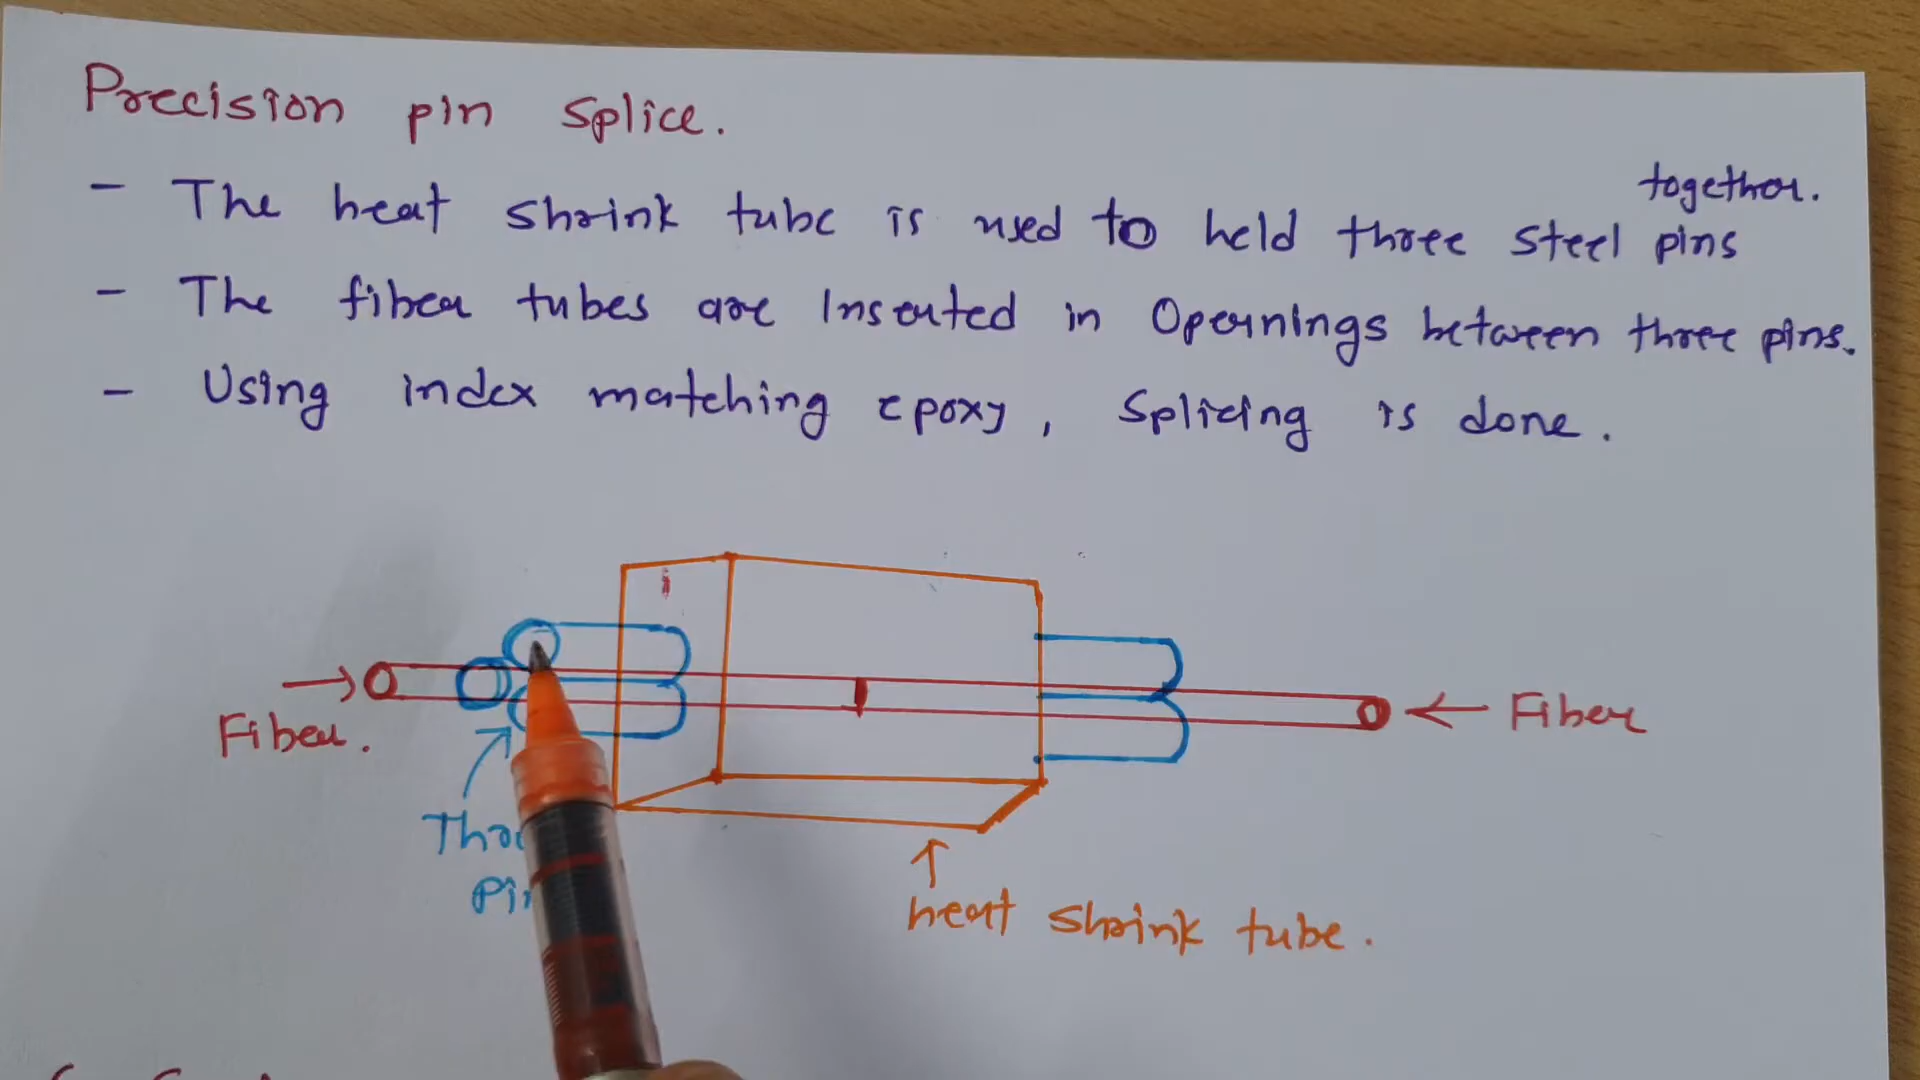 Precision pin splice.
together.
- The heat shrink tube is used to held three steel pins
- The fiber tubes are inserted in Opernings between three pins.
- Using index matching epoxy, splicing is done.
Fiber.
Fiber
heat shrink tube.